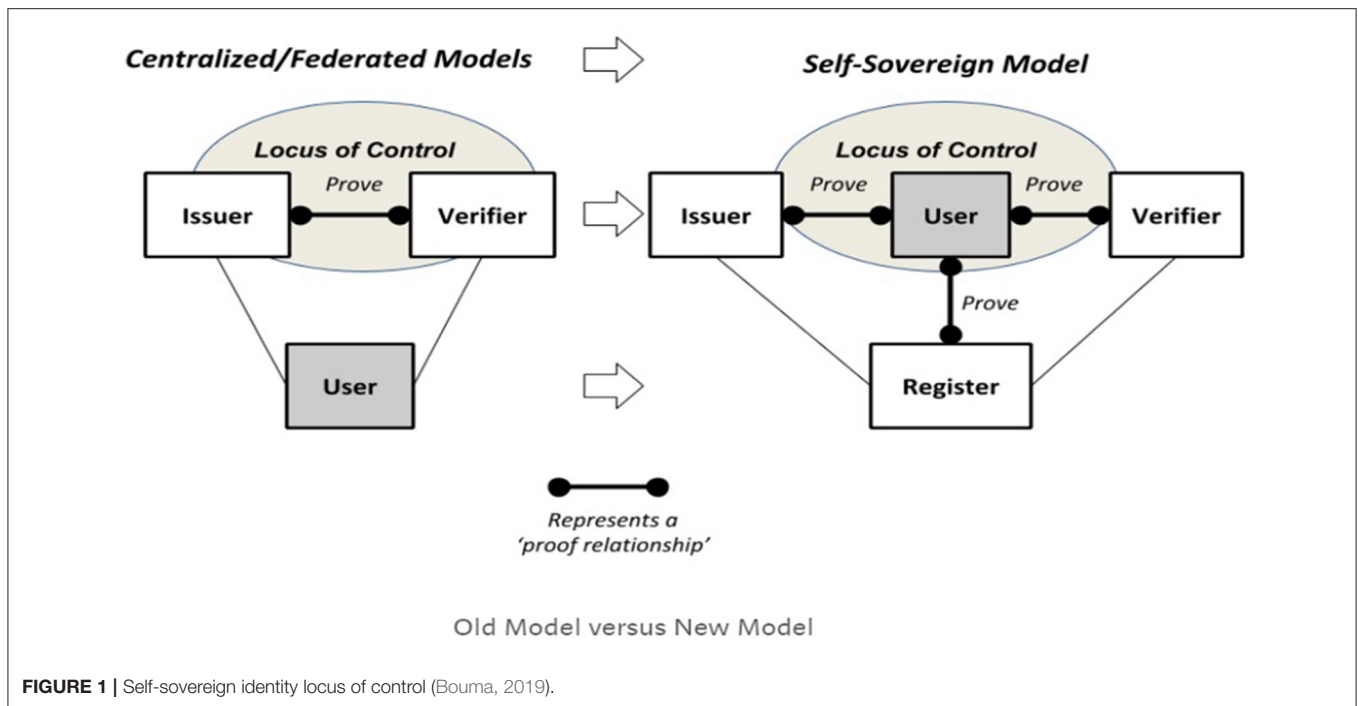 Centralized/Federated Models
Self-Sovereign Model
Locus of Control
Prove
Issuer
Verifier
User
Locus of Control
Prove
Prove
Issuer
User
Verifier
Prove
Register
Represents a
‘proof relationship’
Old Model versus New Model
FIGURE 1 | Self-sovereign identity locus of control (Bouma, 2019).